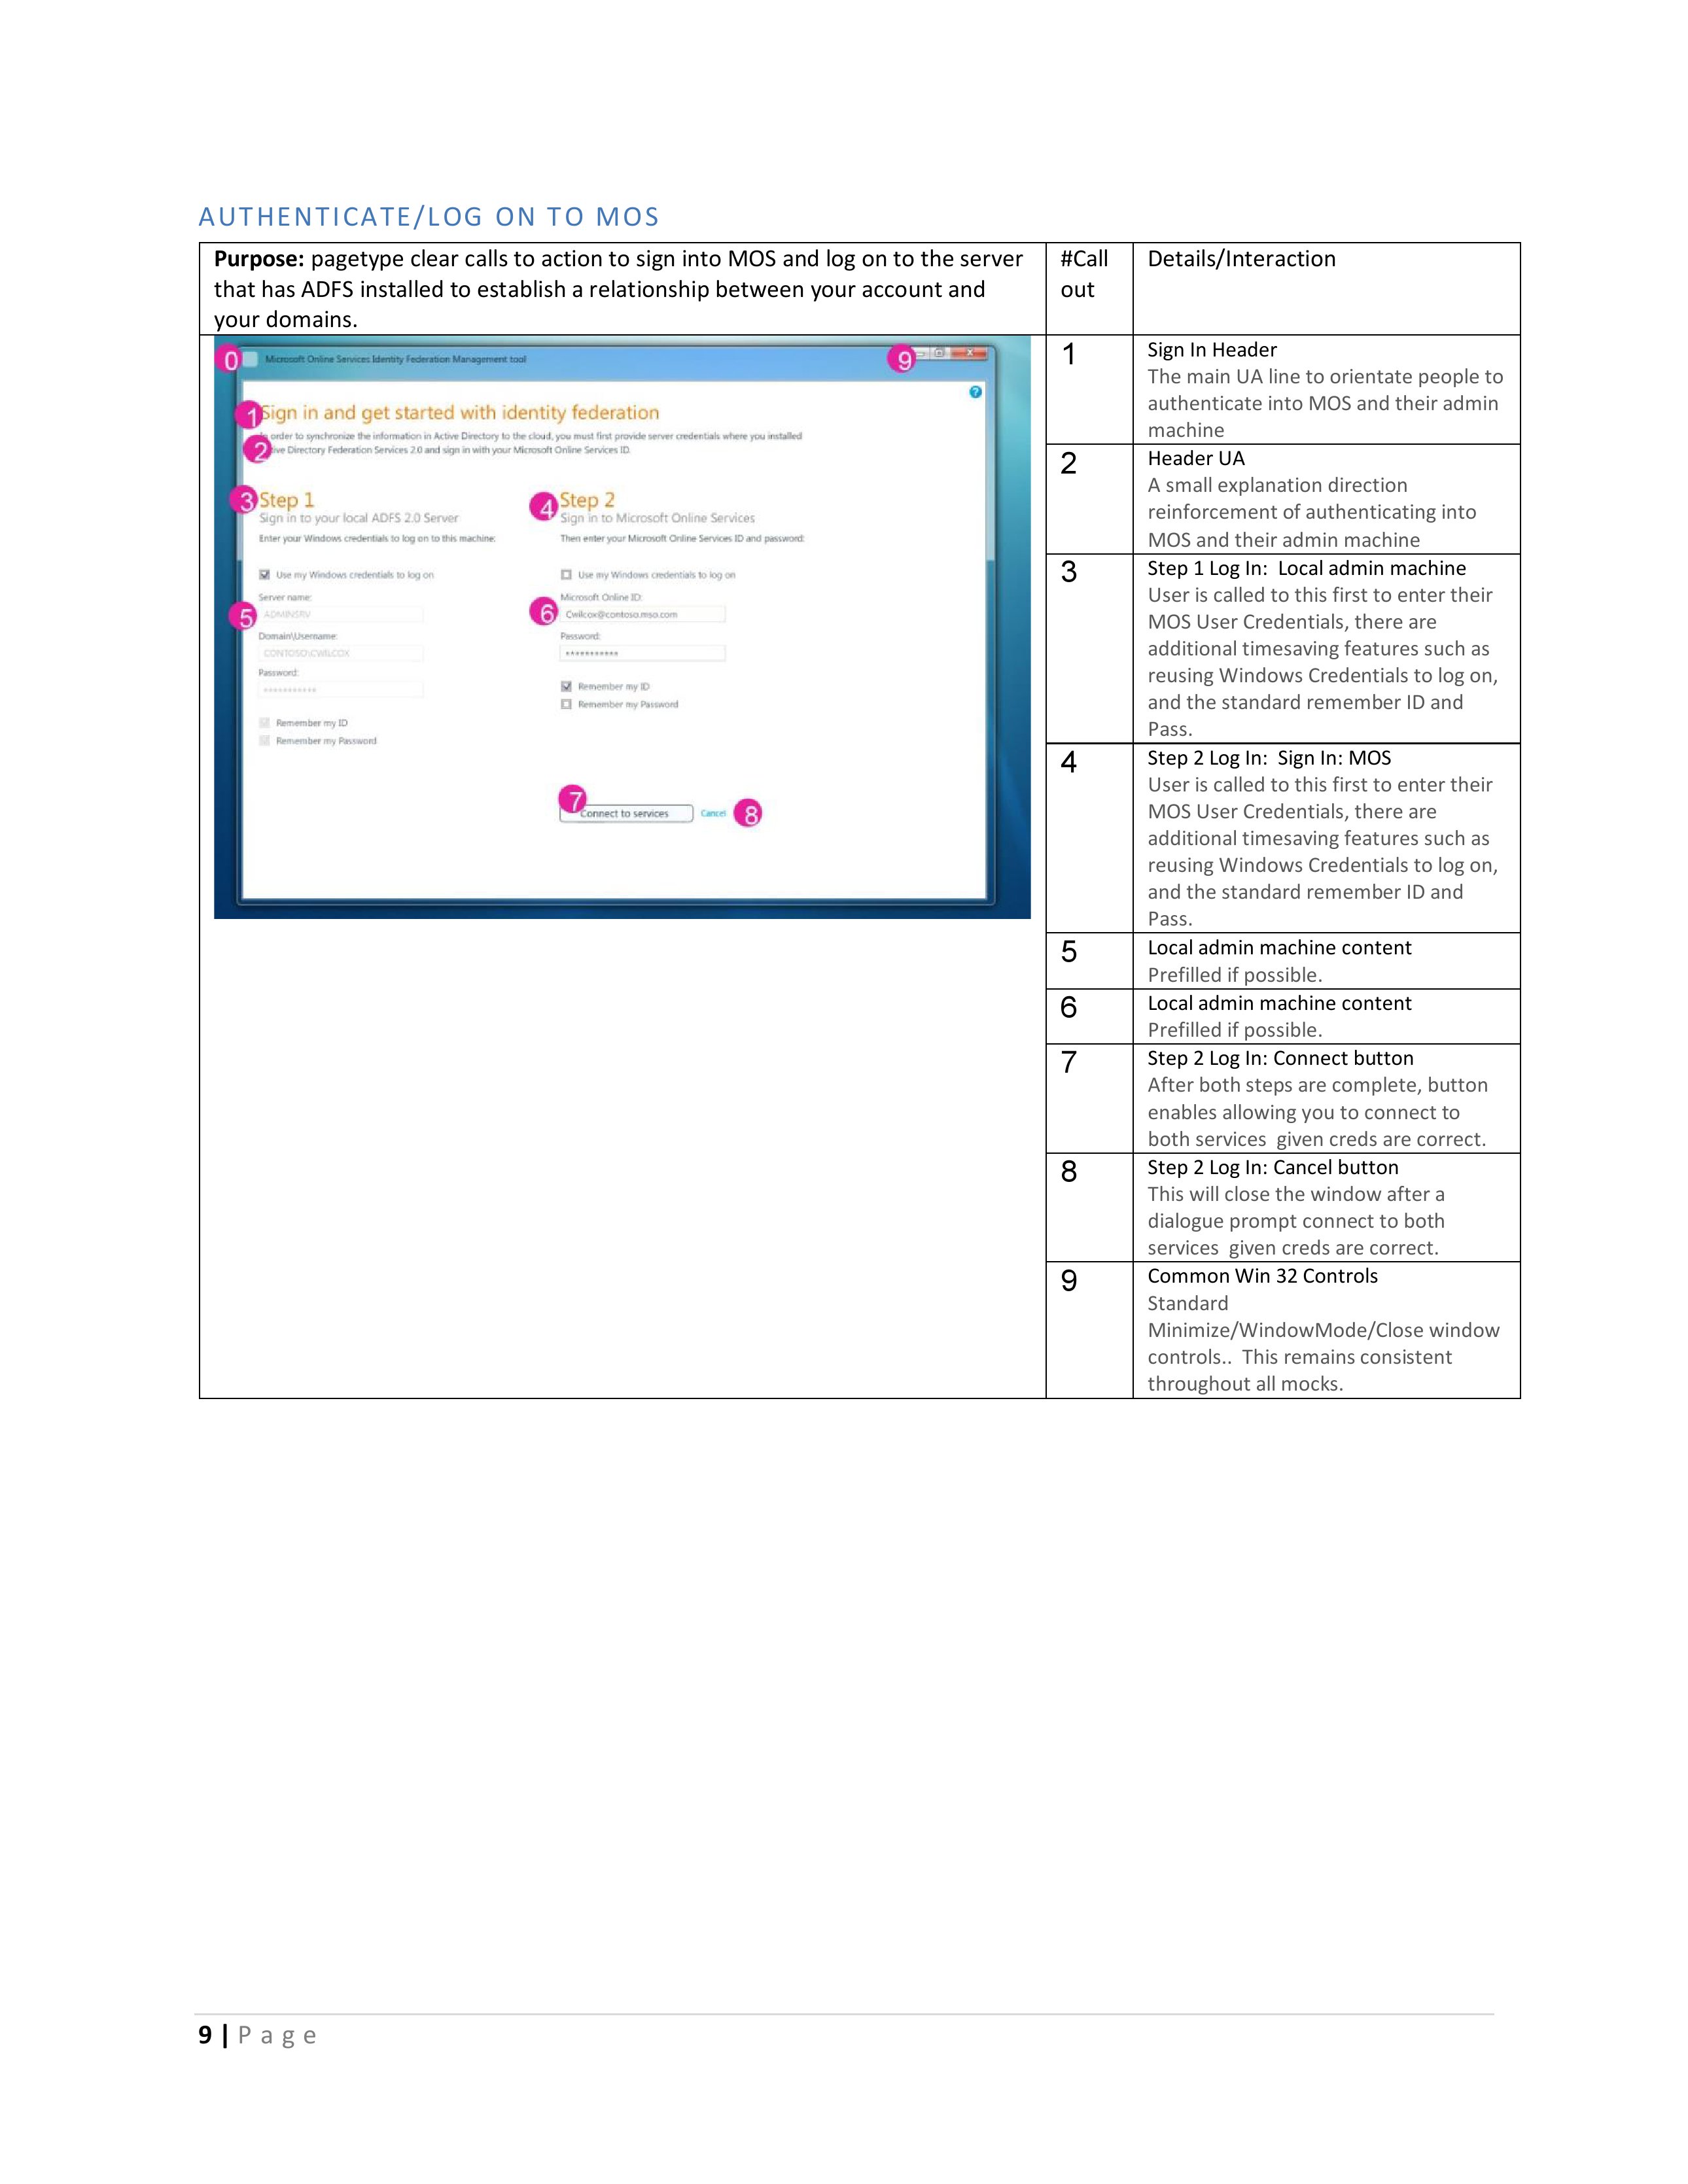 AUTHENTICATE/LOG ON TO MOS
Purpose: pagetype clear calls to action to sign into MOS and log on to the server
that has ADFS installed to establish a relationship between your account and
your domains.
#Call
out
Details/Interaction
0
Microsoft Online Services Identity Federation Management tool
9
?
1
Sign in and get started with identity federation
order to synchronize the information in Active Directory to the cloud, you must first provide server credentials where you installed
2
ive Directory Federation Services 2.0 and sign in with your Microsoft Online Services ID.
3
Step 1
Sign in to your local ADFS 2.0 Server
Enter your Windows credentials to log on to this machine:
Use my Windows credentials to log on
Server name:
5
ADMINSRV
Domain\Username:
CONTOSO\CWILCOX
Password:
***********
Remember my ID
Remember my Password
4
Step 2
Sign in to Microsoft Online Services
Then enter your Microsoft Online Services ID and password:
Use my Windows credentials to log on
Microsoft Online ID:
6
Cwilcox@contoso.mso.com
Password:
***********
Remember my ID
Remember my Password
7
Connect to services
Cancel
8
1
Sign In Header
The main UA line to orientate people to
authenticate into MOS and their admin
machine
2
Header UA
A small explanation direction
reinforcement of authenticating into
MOS and their admin machine
3
Step 1 Log In:  Local admin machine
User is called to this first to enter their
MOS User Credentials, there are
additional timesaving features such as
reusing Windows Credentials to log on,
and the standard remember ID and
Pass.
4
Step 2 Log In:  Sign In: MOS
User is called to this first to enter their
MOS User Credentials, there are
additional timesaving features such as
reusing Windows Credentials to log on,
and the standard remember ID and
Pass.
5
Local admin machine content
Prefilled if possible.
6
Local admin machine content
Prefilled if possible.
7
Step 2 Log In: Connect button
After both steps are complete, button
enables allowing you to connect to
both services  given creds are correct.
8
Step 2 Log In: Cancel button
This will close the window after a
dialogue prompt connect to both
services  given creds are correct.
9
Common Win 32 Controls
Standard
Minimize/WindowMode/Close window
controls..  This remains consistent
throughout all mocks.
9 | Page